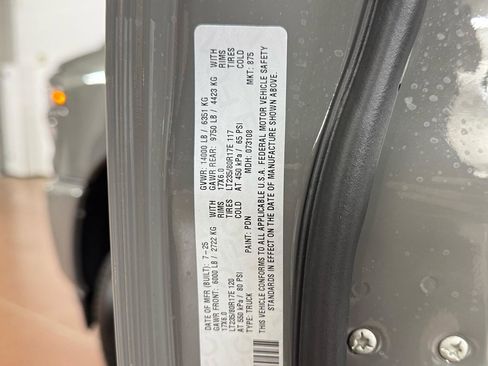 DATE OF MFR (BUILT): 7-25 GVWR: 14000 LB / 6351 KG
GAWR FRONT: 6000 LB / 2722 KG WITH GAWR REAR: 9750 LB / 4423 KG WITH
17X6.0 RIMS 17X6.0 RIMS
LT235/80R17E 120 TIRES LT235/80R17E 117 TIRES
AT 550 kPa / 80 PSI COLD AT 450 kPa / 65 PSI COLD
TYPE: TRUCK PAINT: PDN MDH: 073108 MKT: 875
THIS VEHICLE CONFORMS TO ALL APPLICABLE U.S.A. FEDERAL MOTOR VEHICLE SAFETY
STANDARDS IN EFFECT ON THE DATE OF MANUFACTURE SHOWN ABOVE.